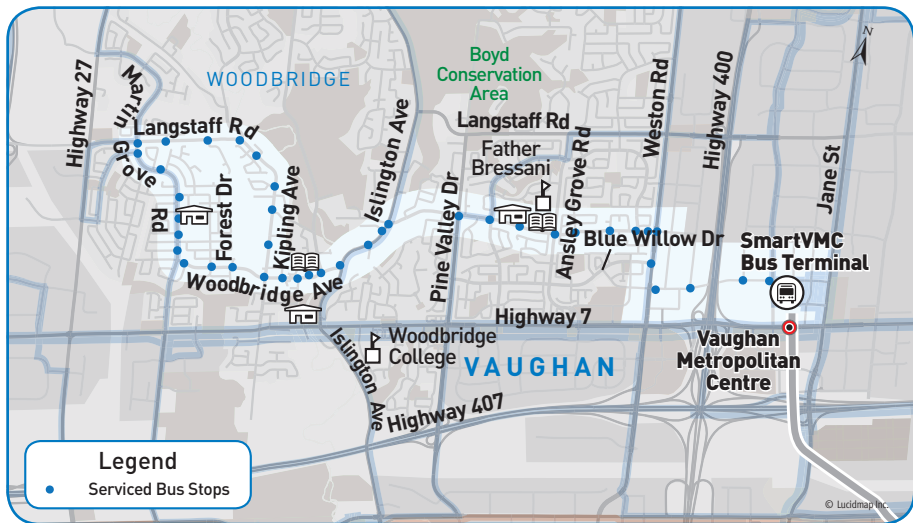 N
Highway 27
Martin
Grove
Rd
WOODBRIDGE
Langstaff Rd
Forest Dr
Kipling Ave
Woodbridge Ave
Islington Ave
Boyd
Conservation
Area
Langstaff Rd
Father
Bressani
Pine Valley Dr
Ansley Grove Rd
Weston Rd
Highway 400
Jane St
Blue Willow Dr
SmartVMC
Bus Terminal
Highway 7
Islington Ave
Woodbridge
College
VAUGHAN
Vaughan
Metropolitan
Centre
Highway 407
Legend
Serviced Bus Stops
© Lucidmap Inc.